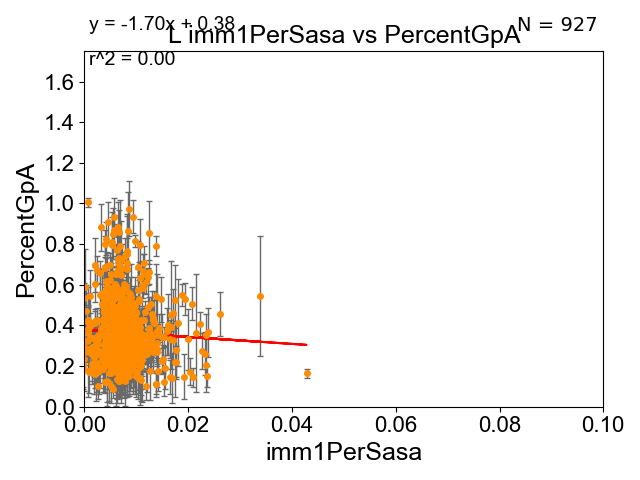 y = -1.70x + 0.38
N = 927
L imm1PerSasa vs PercentGpA
r^2 = 0.00
PercentGpA
1.6
1.4
1.2
1.0
0.8
0.6
0.4
0.2
0.0
0.00 0.02 0.04 0.06 0.08 0.10
imm1PerSasa